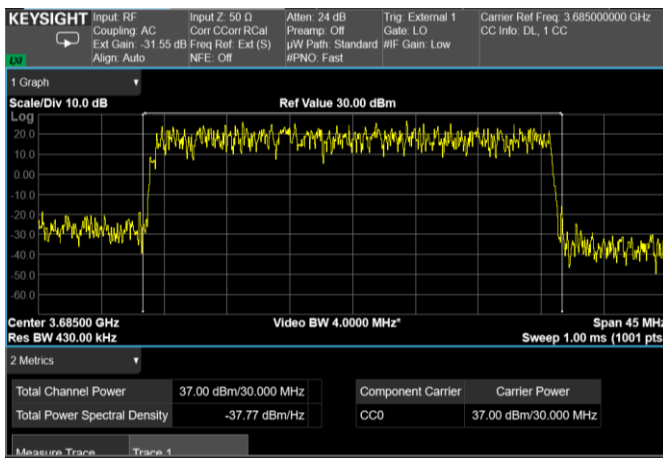 KEYSIGHT Input: RF Input Z: 50 Ω Atten: 24 dB Trig: External 1 Carrier Ref Freq: 3.685000000 GHz
Coupling: AC Corr CCorr RCal Preamp: Off Gate: LO CC Info: DL, 1 CC
Ext Gain: -31.55 dB Freq Ref: Ext (S) µW Path: Standard #IF Gain: Low
LXI Align: Auto NFE: Off #PNO: Fast
1 Graph
Scale/Div 10.0 dB Ref Value 30.00 dBm
Log
20.0
10.0
0.00
-10.0
-20.0
-30.0
-40.0
-50.0
-60.0
Center 3.68500 GHz Video BW 4.0000 MHz* Span 45 MHz
Res BW 430.00 kHz Sweep 1.00 ms (1001 pts
2 Metrics
Total Channel Power 37.00 dBm/30.000 MHz Component Carrier Carrier Power
Total Power Spectral Density -37.77 dBm/Hz CC0 37.00 dBm/30.000 MHz
Measure Trace Trace 1